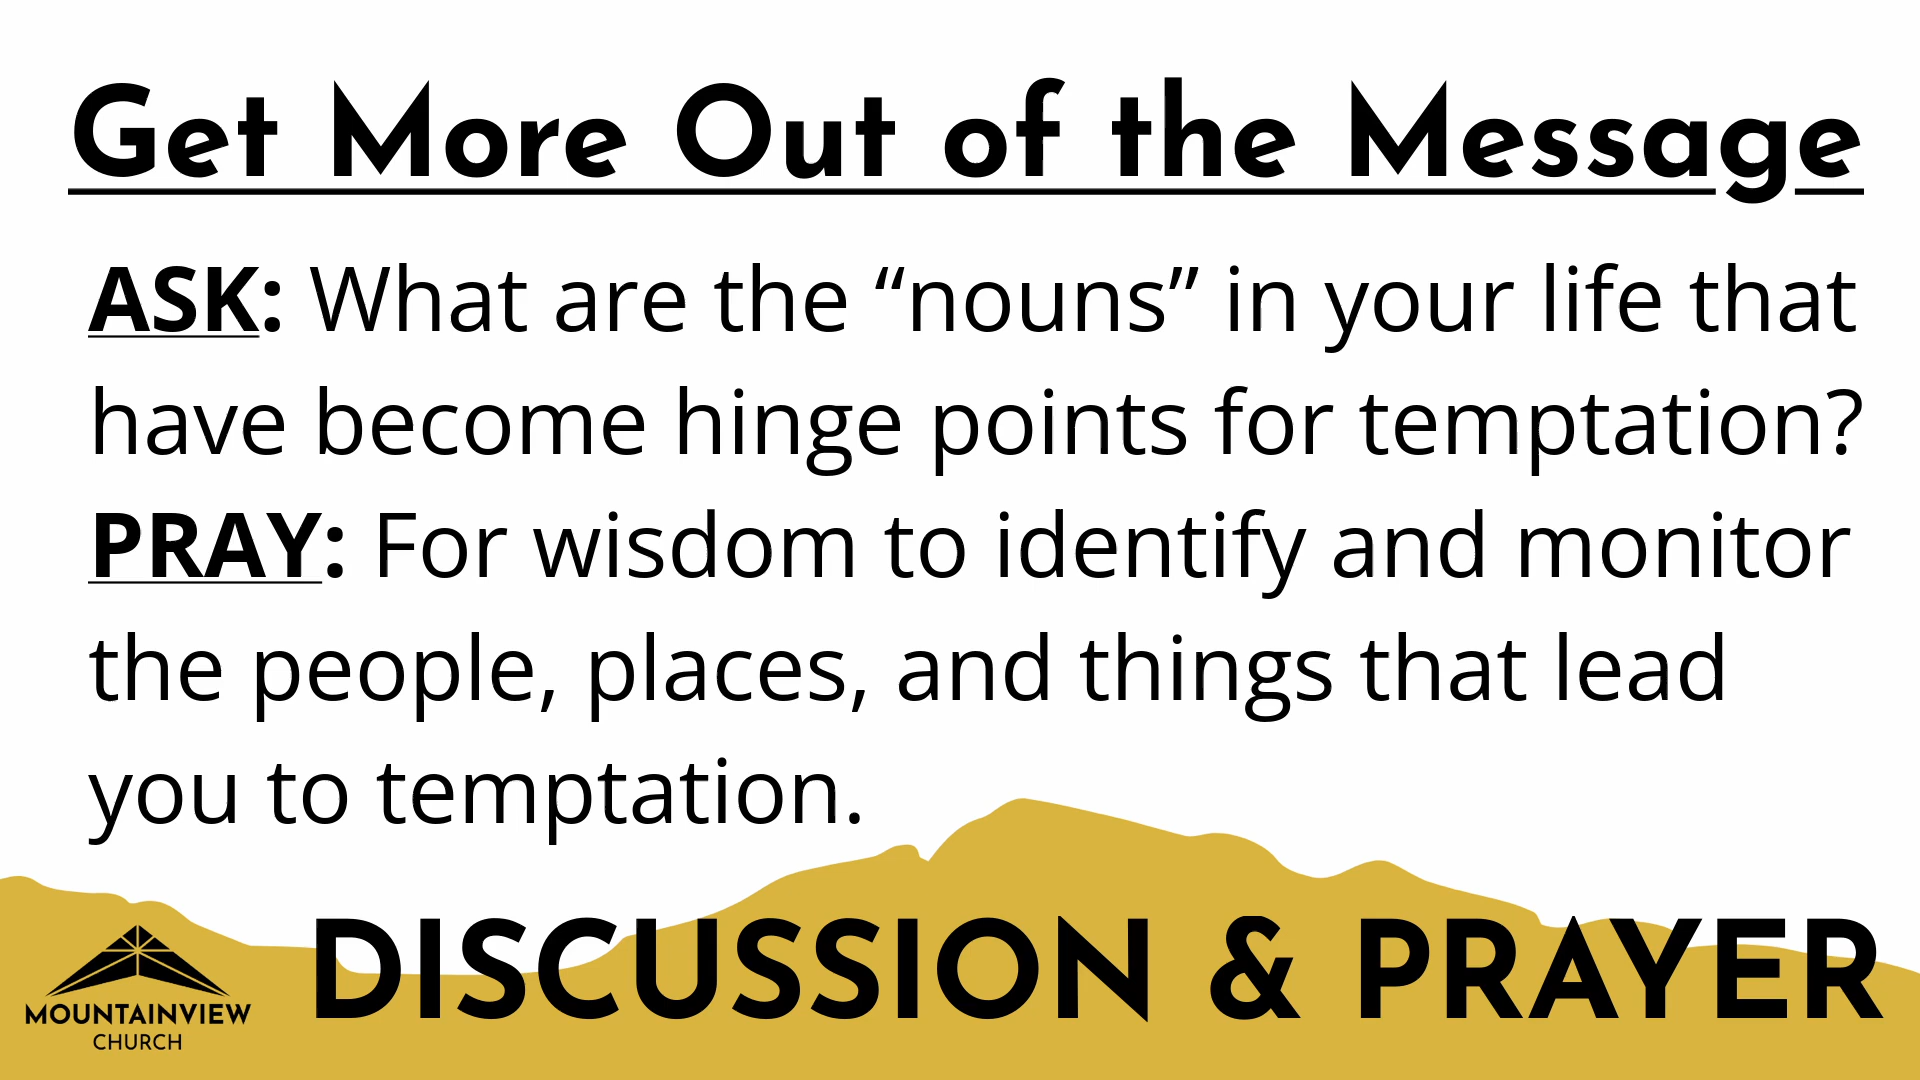 Get More Out of the Message
ASK: What are the “nouns” in your life that
have become hinge points for temptation?
PRAY: For wisdom to identify and monitor
the people, places, and things that lead
you to temptation.
DISCUSSION & PRAYER
MOUNTAINVIEW
CHURCH